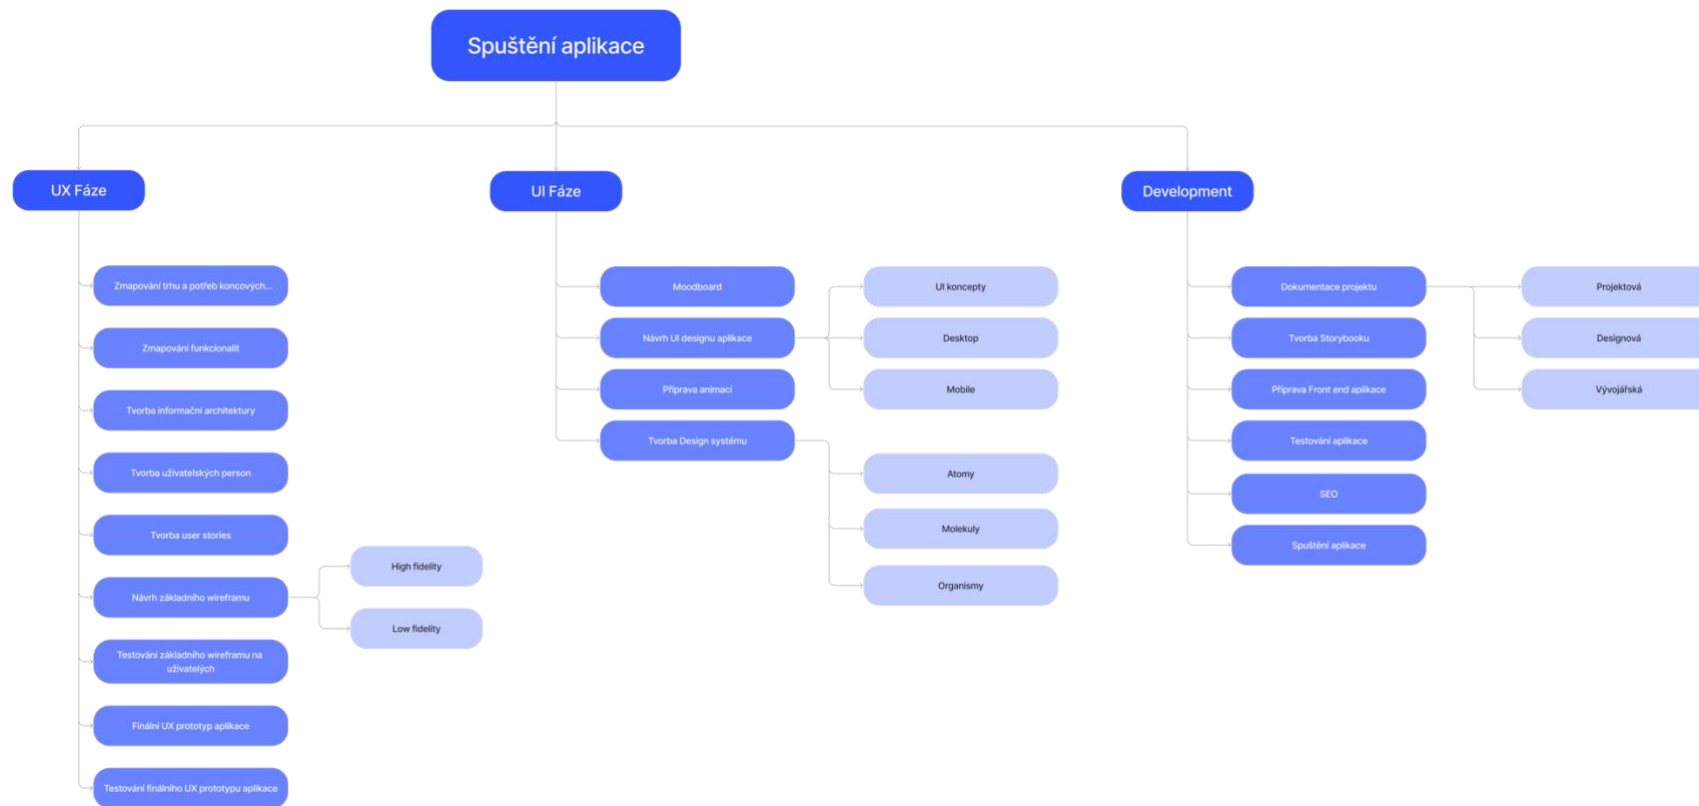 Spuštění aplikace
UX Fáze
Zmapování trhu a potřeb koncových...
Zmapování funkcionalit
Tvorba informační architektury
Tvorba uživatelských person
Tvorba user stories
Návrh základního wireframu
High fidelity
Low fidelity
Testování základního wireframu na
uživatelých
Finální UX prototyp aplikace
Testování finálního UX prototypu aplikace
UI Fáze
Moodboard
Návrh UI designu aplikace
UI koncepty
Desktop
Mobile
Příprava animací
Tvorba Design systému
Atomy
Molekuly
Organismy
Development
Dokumentace projektu
Projektová
Designová
Vývojářská
Tvorba Storybooku
Příprava Front end aplikace
Testování aplikace
SEO
Spuštění aplikace